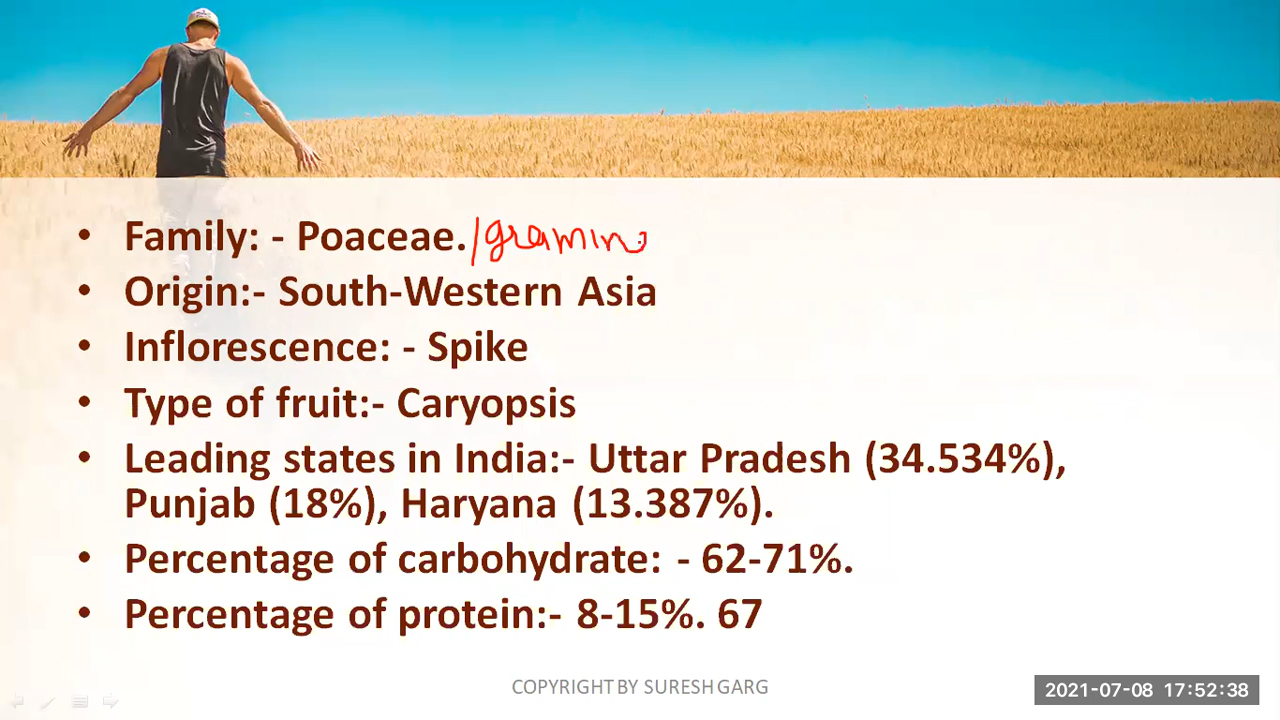 • Family: - Poaceae./gramin
• Origin:- South-Western Asia
• Inflorescence: - Spike
• Type of fruit:- Caryopsis
• Leading states in India:- Uttar Pradesh (34.534%),
Punjab (18%), Haryana (13.387%).
• Percentage of carbohydrate: - 62-71%.
• Percentage of protein:- 8-15%. 67
COPYRIGHT BY SURESH GARG
2021-07-08 17:52:38